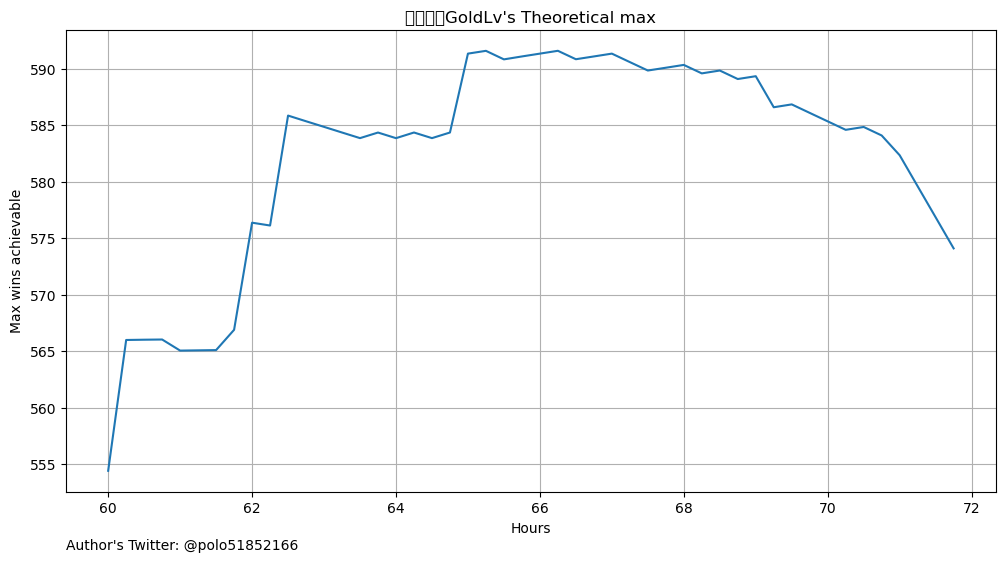 GoldLv's Theoretical max
Max wins achievable
590
585
580
575
570
565
560
555
60 62 64 66 68 70 72
Hours
Author's Twitter: @polo51852166